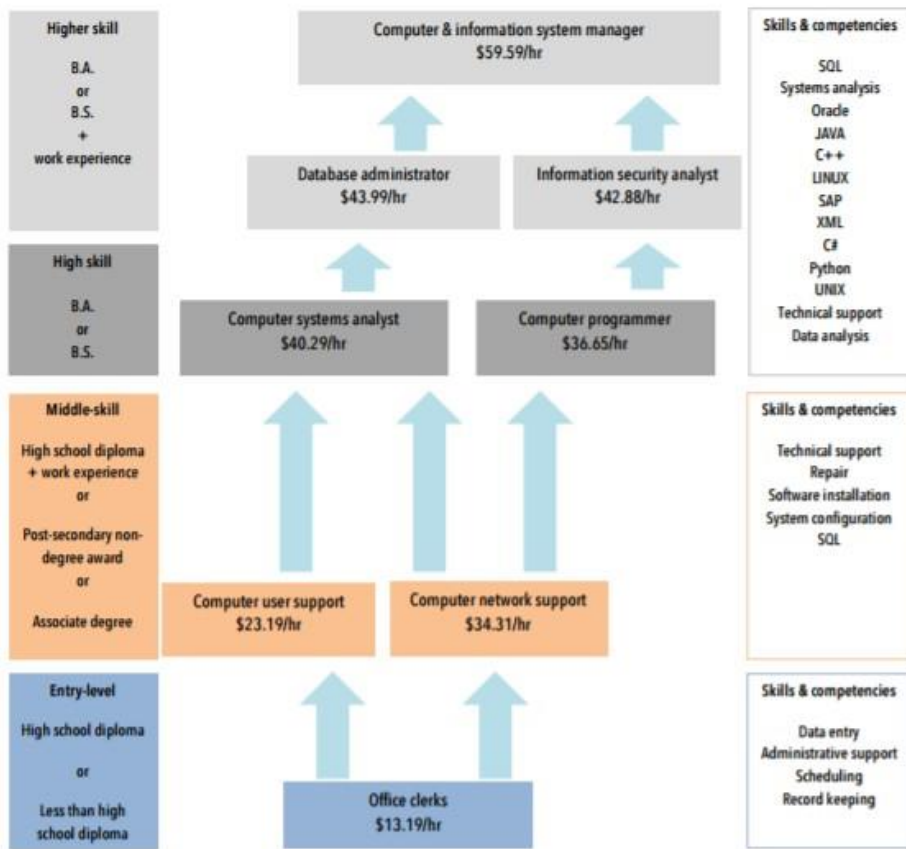 Higher skill
B.A.
or
B.S.
+
work experience
Computer & information system manager
$59.59/hr
Database administrator
$43.99/hr
Information security analyst
$42.88/hr
Skills & competencies
SQL
Systems analysis
Oracle
JAVA
C++
LINUX
SAP
XML
C#
Python
UNIX
Technical support
Data analysis
High skill
B.A.
or
B.S.
Computer systems analyst
$40.29/hr
Computer programmer
$36.65/hr
Middle-skill
High school diploma
+ work experience
or
Post-secondary non-
degree award
or
Associate degree
Computer user support
$23.19/hr
Computer network support
$34.31/hr
Skills & competencies
Technical support
Repair
Software installation
System configuration
SQL
Entry-level
High school diploma
or
Less than high
school diploma
Office clerks
$13.19/hr
Skills & competencies
Data entry
Administrative support
Scheduling
Record keeping